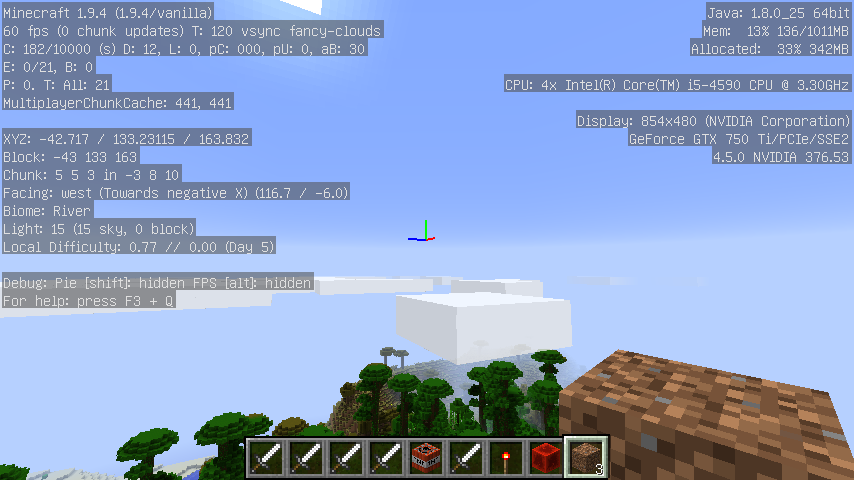 Minecraft 1.9.4 (1.9.4/vanilla)
60 fps (0 chunk updates) T: 120 vsync fancy-clouds
C: 182/10000 (s) D: 12, L: 0, pC: 000, pU: 0, aB: 30
E: 0/21, B: 0
P: 0. T: All: 21
MultiplayerChunkCache: 441, 441
XYZ: -42.717 / 133.23115 / 163.832
Block: -43 133 163
Chunk: 5 5 3 in -3 8 10
Facing: west (Towards negative X) (116.7 / -6.0)
Biome: River
Light: 15 (15 sky, 0 block)
Local Difficulty: 0.77 // 0.00 (Day 5)
Debug: Pie [shift]: hidden FPS [alt]: hidden
For help: press F3 + Q
Java: 1.8.0_25 64bit
Mem: 13% 136/1011MB
Allocated: 33% 342MB
CPU: 4x Intel(R) Core(TM) i5-4590 CPU @ 3.30GHz
Display: 854x480 (NVIDIA Corporation)
GeForce GTX 750 Ti/PCIe/SSE2
4.5.0 NVIDIA 376.53
3